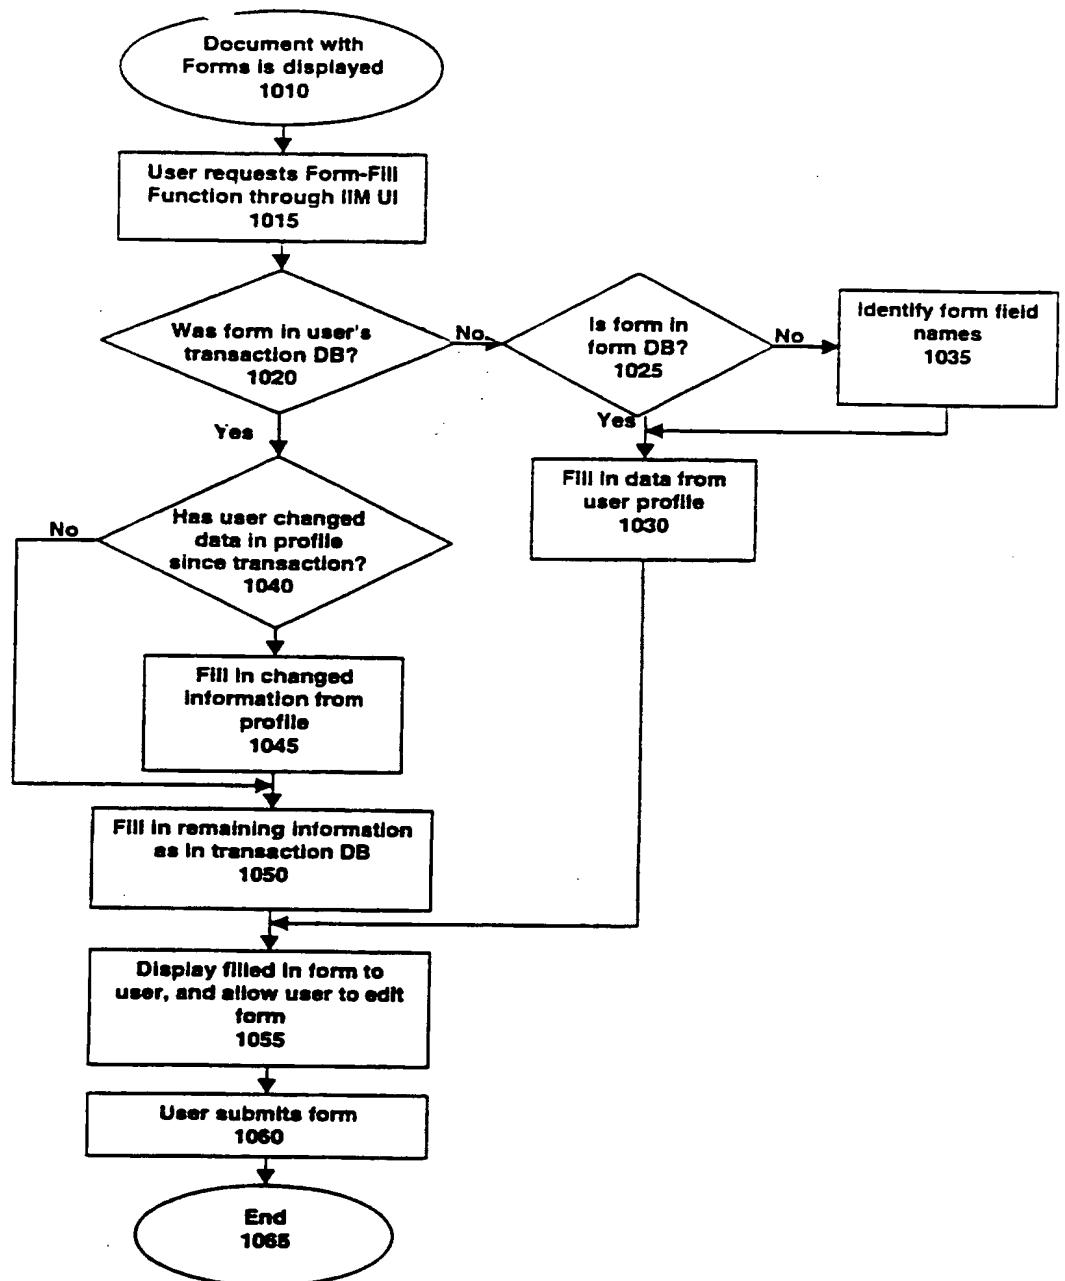 Document with
Forms is displayed
1010
User requests Form-Fill
Function through IIM UI
1015
Was form in user's
transaction DB?
1020
No
Is form in
form DB?
1025
No
Identify form field
names
1035
Yes
Yes
Fill in data from
user profile
1030
Has user changed
data in profile
since transaction?
1040
No
Fill in changed
information from
profile
1045
Fill in remaining information
as in transaction DB
1050
Display filled in form to
user, and allow user to edit
form
1055
User submits form
1060
End
1065